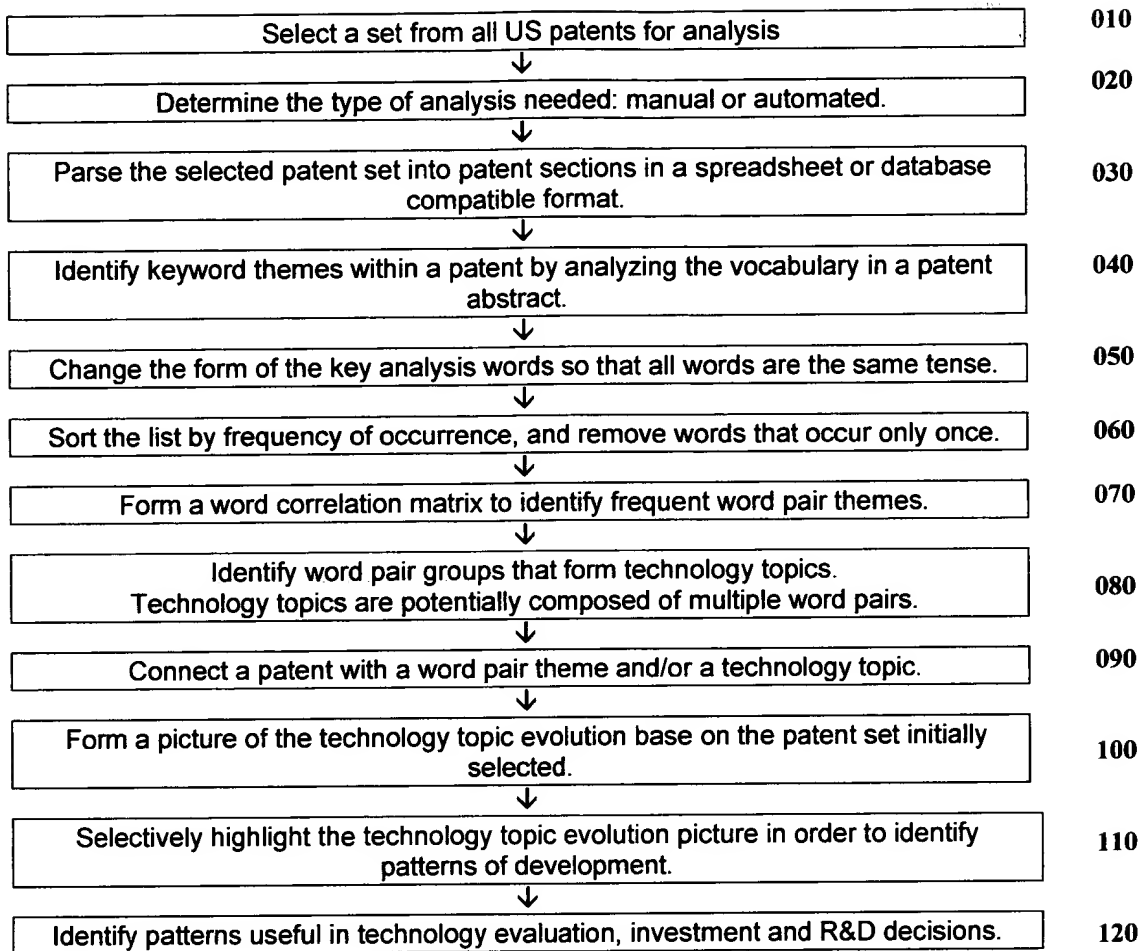 Select a set from all US patents for analysis
010
Determine the type of analysis needed: manual or automated.
020
Parse the selected patent set into patent sections in a spreadsheet or database
compatible format.
030
Identify keyword themes within a patent by analyzing the vocabulary in a patent
abstract.
040
Change the form of the key analysis words so that all words are the same tense.
050
Sort the list by frequency of occurrence, and remove words that occur only once.
060
Form a word correlation matrix to identify frequent word pair themes.
070
Identify word pair groups that form technology topics.
Technology topics are potentially composed of multiple word pairs.
080
Connect a patent with a word pair theme and/or a technology topic.
090
Form a picture of the technology topic evolution base on the patent set initially
selected.
100
Selectively highlight the technology topic evolution picture in order to identify
patterns of development.
110
Identify patterns useful in technology evaluation, investment and R&D decisions.
120